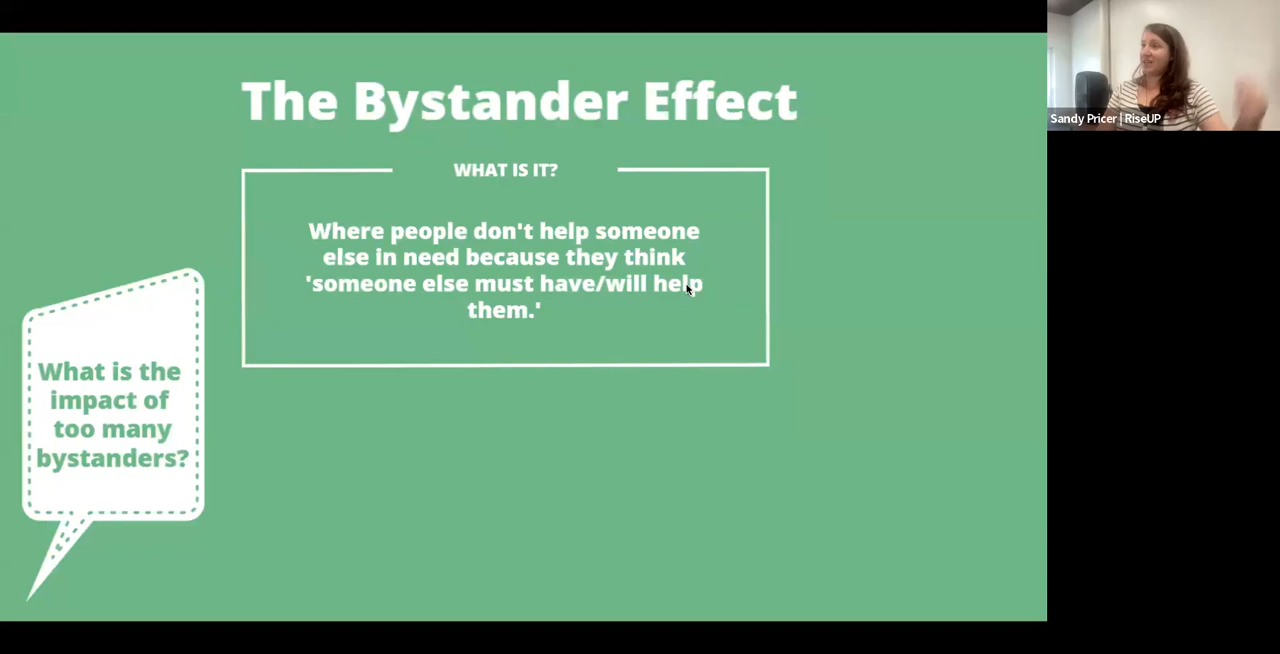 The Bystander Effect
WHAT IS IT?
Where people don't help someone
else in need because they think
'someone else must have/will help
them.'
What is the
impact of
too many
bystanders?
Sandy Pricer | RiseUP